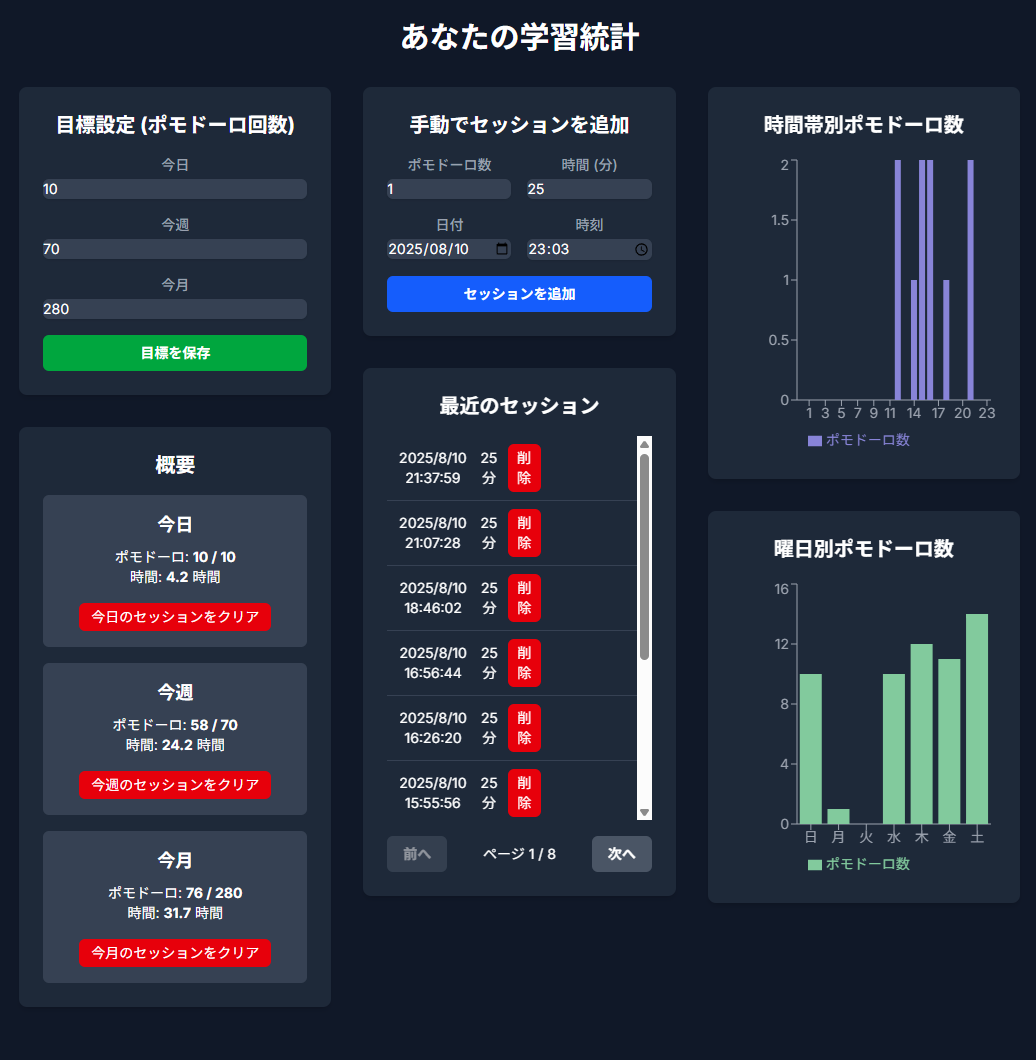 あなたの学習統計
目標設定 (ポモドーロ回数)
今日
10
今週
70
今月
280
目標を保存
概要
今日
ポモドーロ: 10 / 10
時間: 4.2 時間
今日のセッションをクリア
今週
ポモドーロ: 58 / 70
時間: 24.2 時間
今週のセッションをクリア
今月
ポモドーロ: 76 / 280
時間: 31.7 時間
今月のセッションをクリア
手動でセッションを追加
ポモドーロ数 時間 (分)
1 25
日付 時刻
2025/08/10 23:03
セッションを追加
最近のセッション
2025/8/10 25 削
21:37:59 分 除
2025/8/10 25 削
21:07:28 分 除
2025/8/10 25 削
18:46:02 分 除
2025/8/10 25 削
16:56:44 分 除
2025/8/10 25 削
16:26:20 分 除
2025/8/10 25 削
15:55:56 分 除
前へ ページ 1 / 8 次へ
時間帯別ポモドーロ数
2
1.5
1
0.5
0
1 3 5 7 9 11 14 17 20 23
ポモドーロ数
曜日別ポモドーロ数
16
12
8
4
0
日 月 火 水 木 金 土
ポモドーロ数